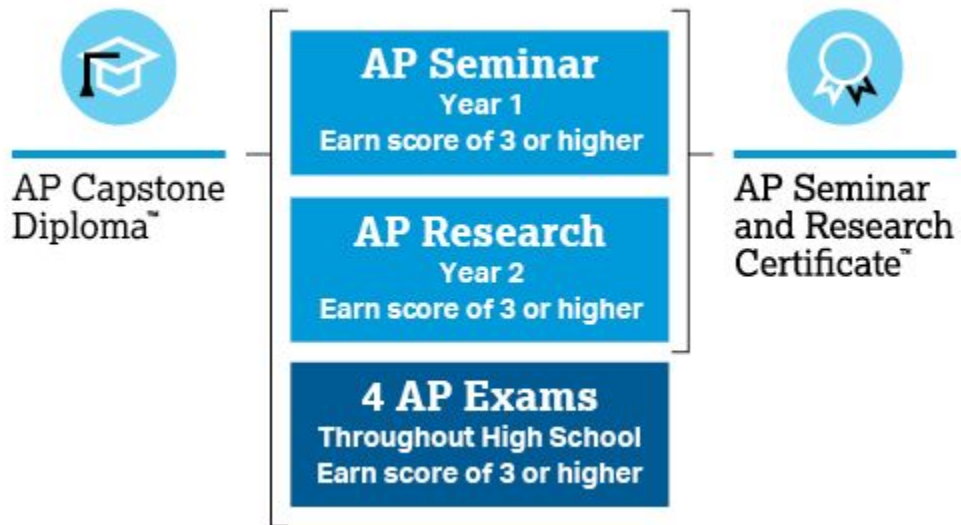 AP Capstone
Diploma™
AP Seminar
Year 1
Earn score of 3 or higher
AP Research
Year 2
Earn score of 3 or higher
4 AP Exams
Throughout High School
Earn score of 3 or higher
AP Seminar
and Research
Certificate™